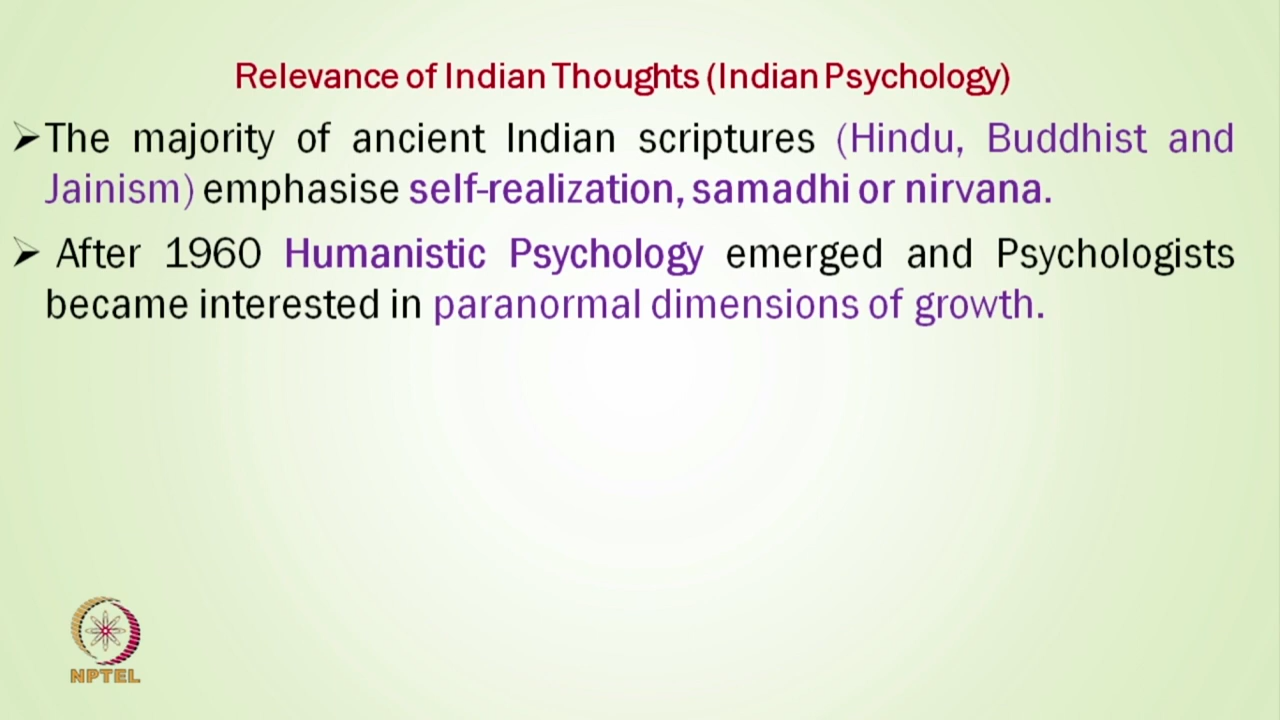 Relevance of Indian Thoughts (Indian Psychology)
➢The majority of ancient Indian scriptures (Hindu, Buddhist and
Jainism) emphasise self-realization, samadhi or nirvana.
➢ After 1960 Humanistic Psychology emerged and Psychologists
became interested in paranormal dimensions of growth.
NPTEL